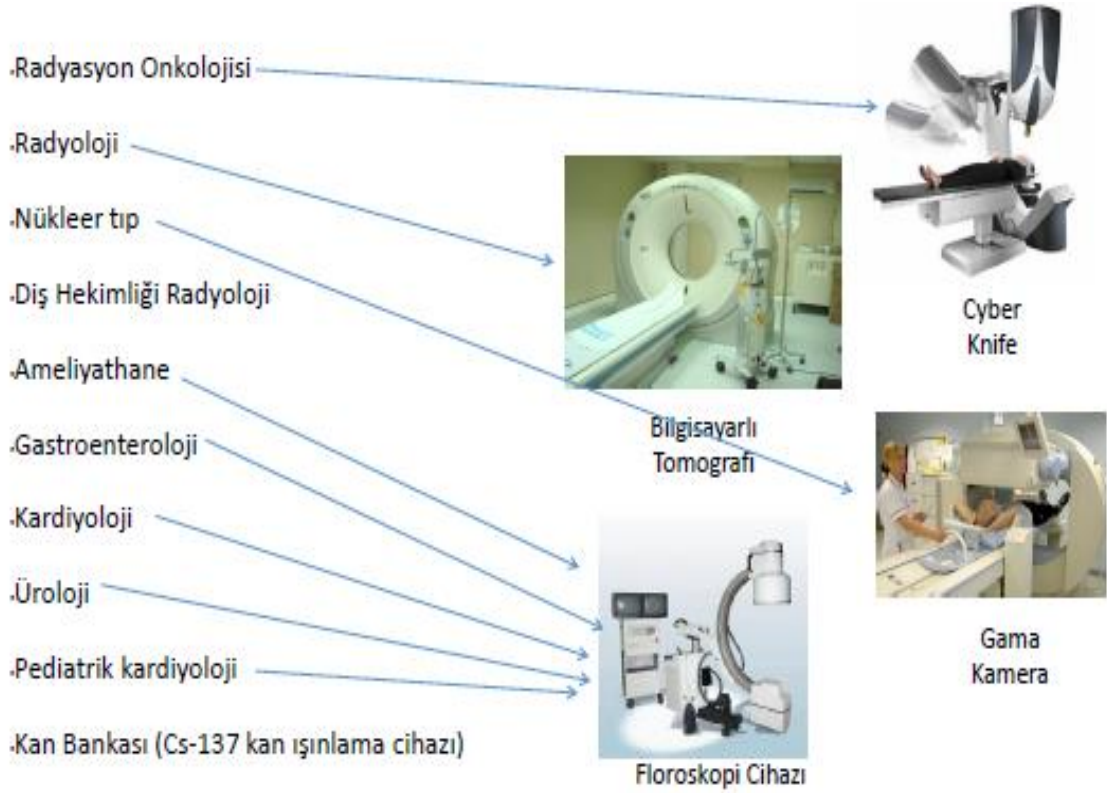 •Radyasyon Onkolojisi
•Radyoloji
•Nükleer tıp
•Diş Hekimliği Radyoloji
•Ameliyathane
•Gastroenteroloji
•Kardiyoloji
•Üroloji
•Pediatrik kardiyoloji
•Kan Bankası (Cs-137 kan ışınlama cihazı)
Cyber
Knife
Bilgisayarlı
Tomografi
Gama
Kamera
Floroskopi Cihazı